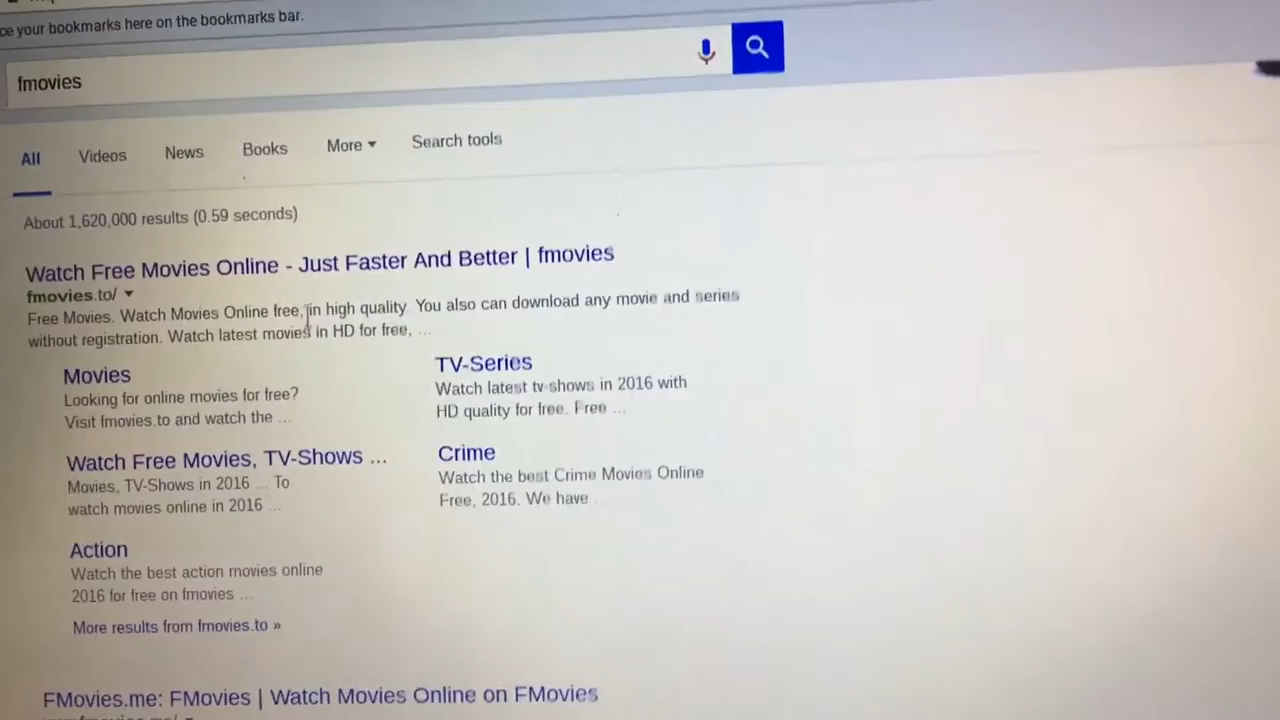 your bookmarks here on the bookmarks bar.
fmovies
All Videos News Books More Search tools
About 1,620,000 results (0.59 seconds)
Watch Free Movies Online - Just Faster And Better | fmovies
fmovies.to/
Free Movies. Watch Movies Online free, in high quality. You also can download any movie and series
without registration. Watch latest movies in HD for free, ...
Movies
Looking for online movies for free?
Visit fmovies.to and watch the ...
TV-Series
Watch latest tv-shows in 2016 with
HD quality for free. Free ...
Watch Free Movies, TV-Shows ...
Movies, TV-Shows in 2016 ... To
watch movies online in 2016 ...
Crime
Watch the best Crime Movies Online
Free, 2016. We have ...
Action
Watch the best action movies online
2016 for free on fmovies ...
More results from fmovies.to »
FMovies.me: FMovies | Watch Movies Online on FMovies